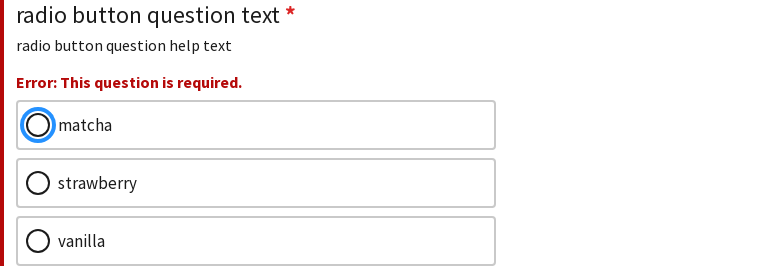 radio button question text *
radio button question help text
Error: This question is required.
matcha
strawberry
vanilla